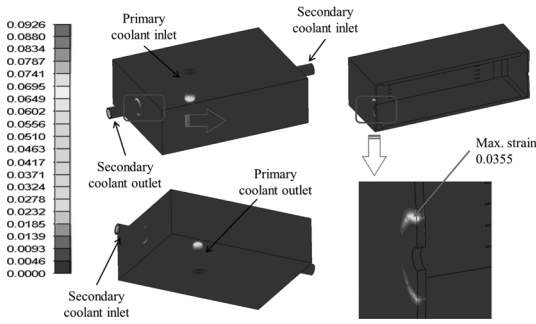 0.0926
0.0880
0.0834
0.0787
0.0741
0.0695
0.0649
0.0602
0.0556
0.0510
0.0463
0.0417
0.0371
0.0324
0.0278
0.0232
0.0185
0.0139
0.0093
0.0046
0.0000
Primary
coolant inlet
Secondary
coolant inlet
Secondary
coolant outlet
Primary
coolant outlet
Secondary
coolant inlet
Max. strain
0.0355